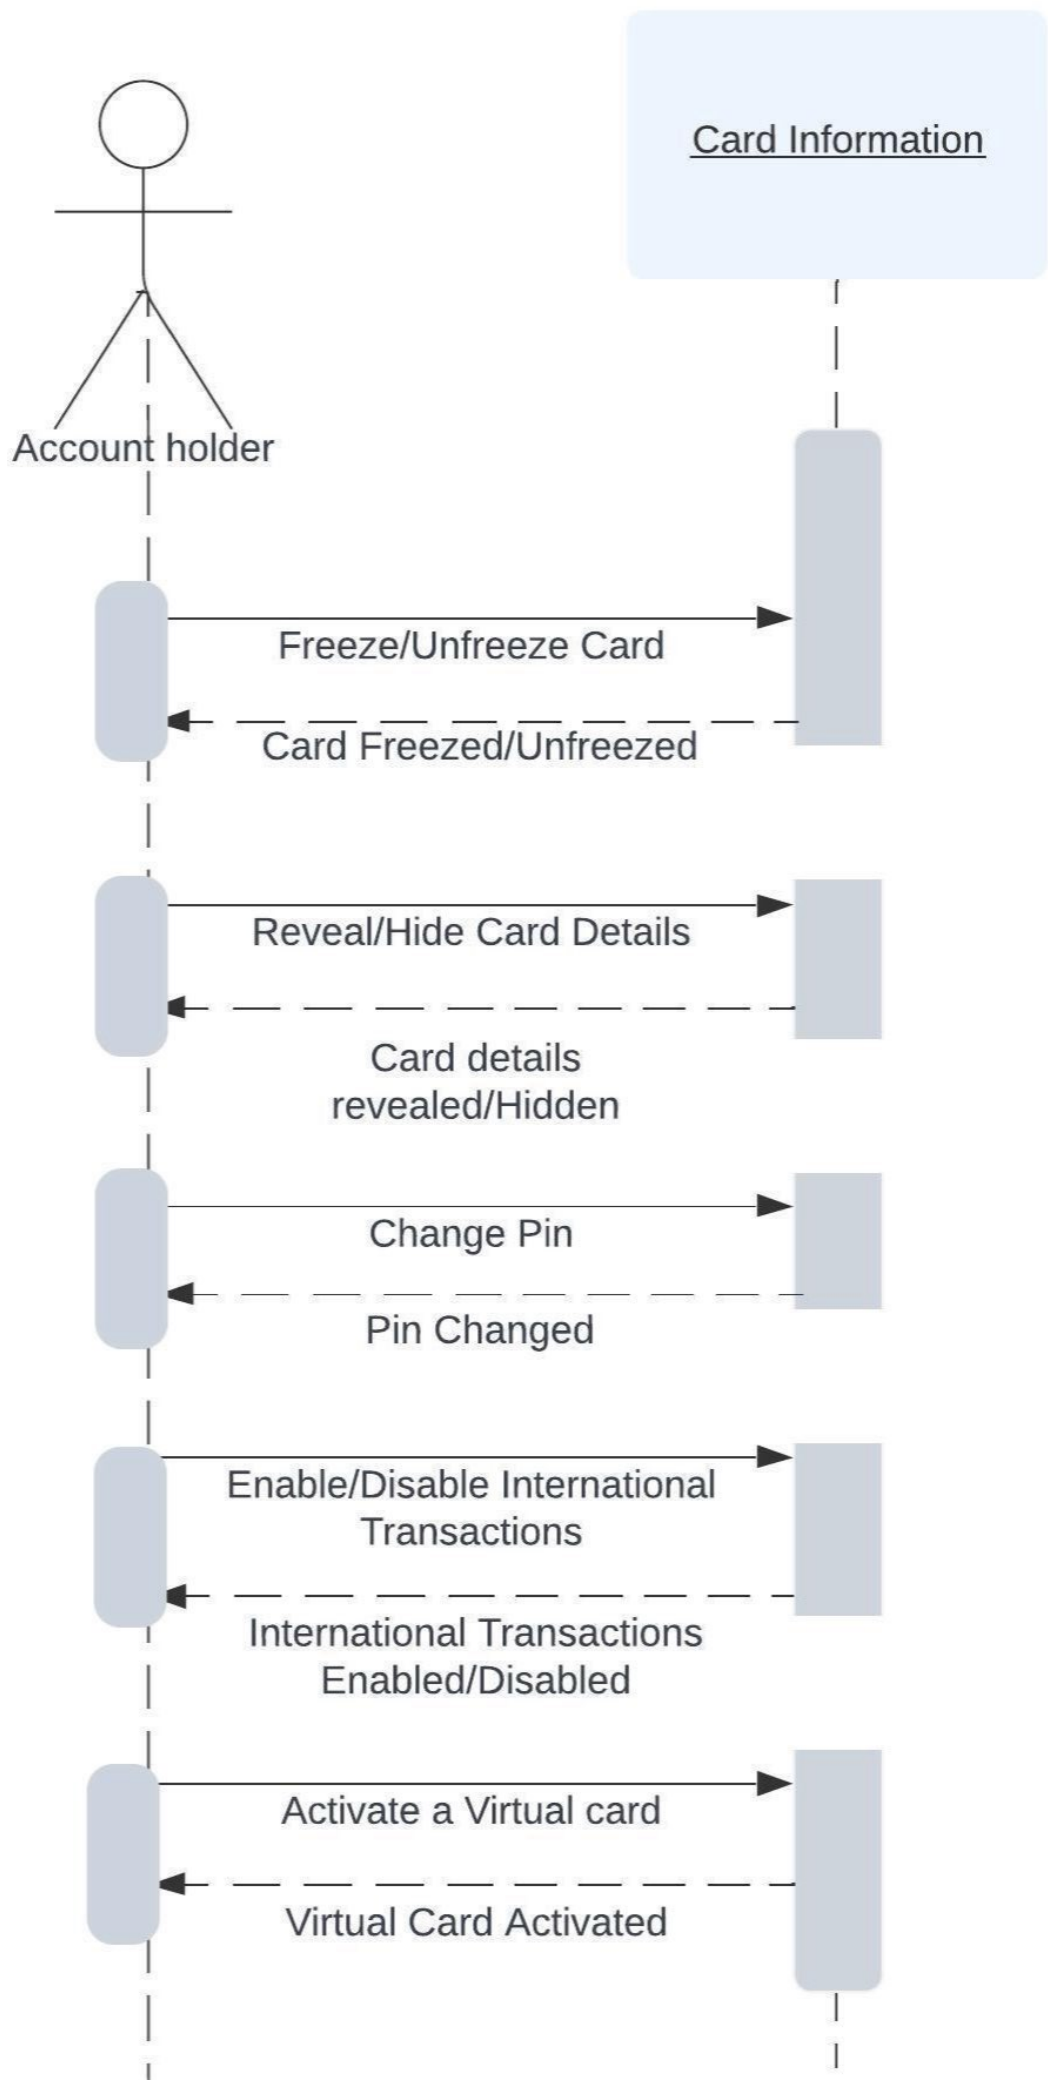 Card Information
Account holder
Freeze/Unfreeze Card
Card Freezed/Unfreezed
Reveal/Hide Card Details
Card details
revealed/Hidden
Change Pin
Pin Changed
Enable/Disable International
Transactions
International Transactions
Enabled/Disabled
Activate a Virtual card
Virtual Card Activated